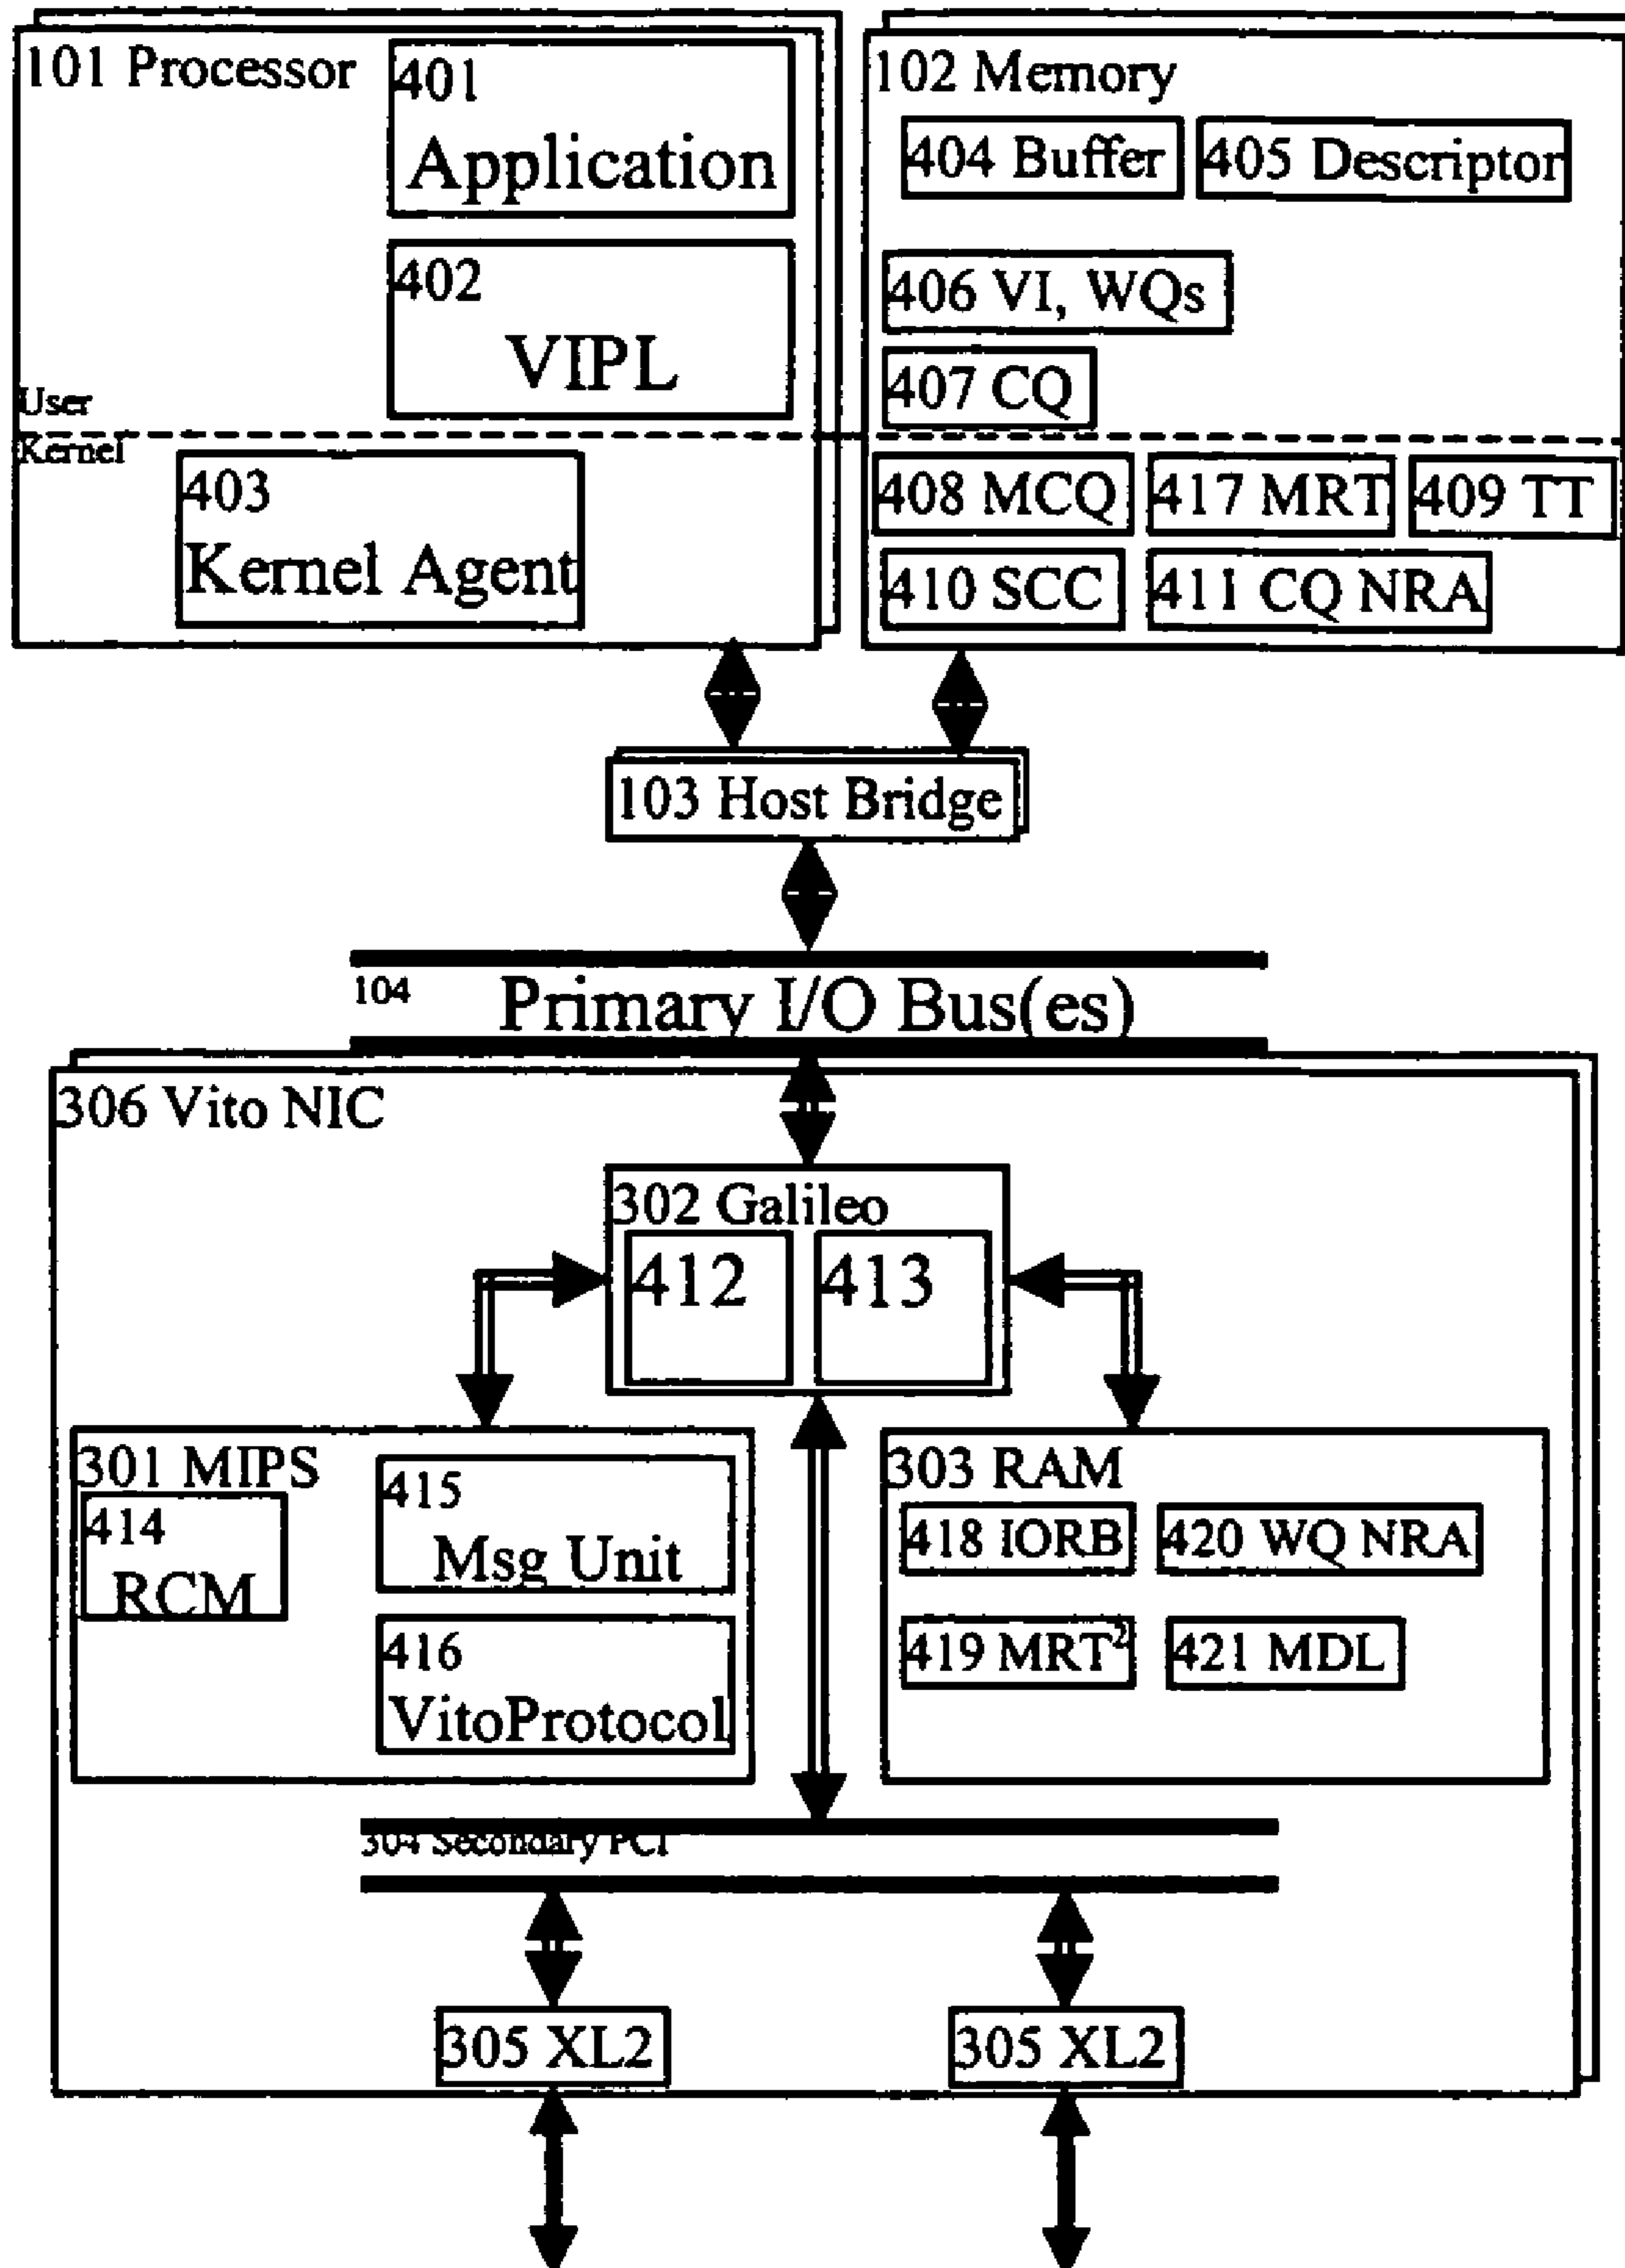 101 Processor
401
Application
402
VIPL
User
Kernel
403
Kernel Agent
102 Memory
404 Buffer
405 Descriptor
406 VI, WQs
407 CQ
408 MCQ
417 MRT
409 TT
410 SCC
411 CQ NRA
103 Host Bridge
104
Primary I/O Bus(es)
306 Vito NIC
302 Galileo
412
413
301 MIPS
414
RCM
415
Msg Unit
416
VitoProtocol
303 RAM
418 IORB
420 WQ NRA
419 MRT²
421 MDL
304 Secondary PCI
305 XL2
305 XL2